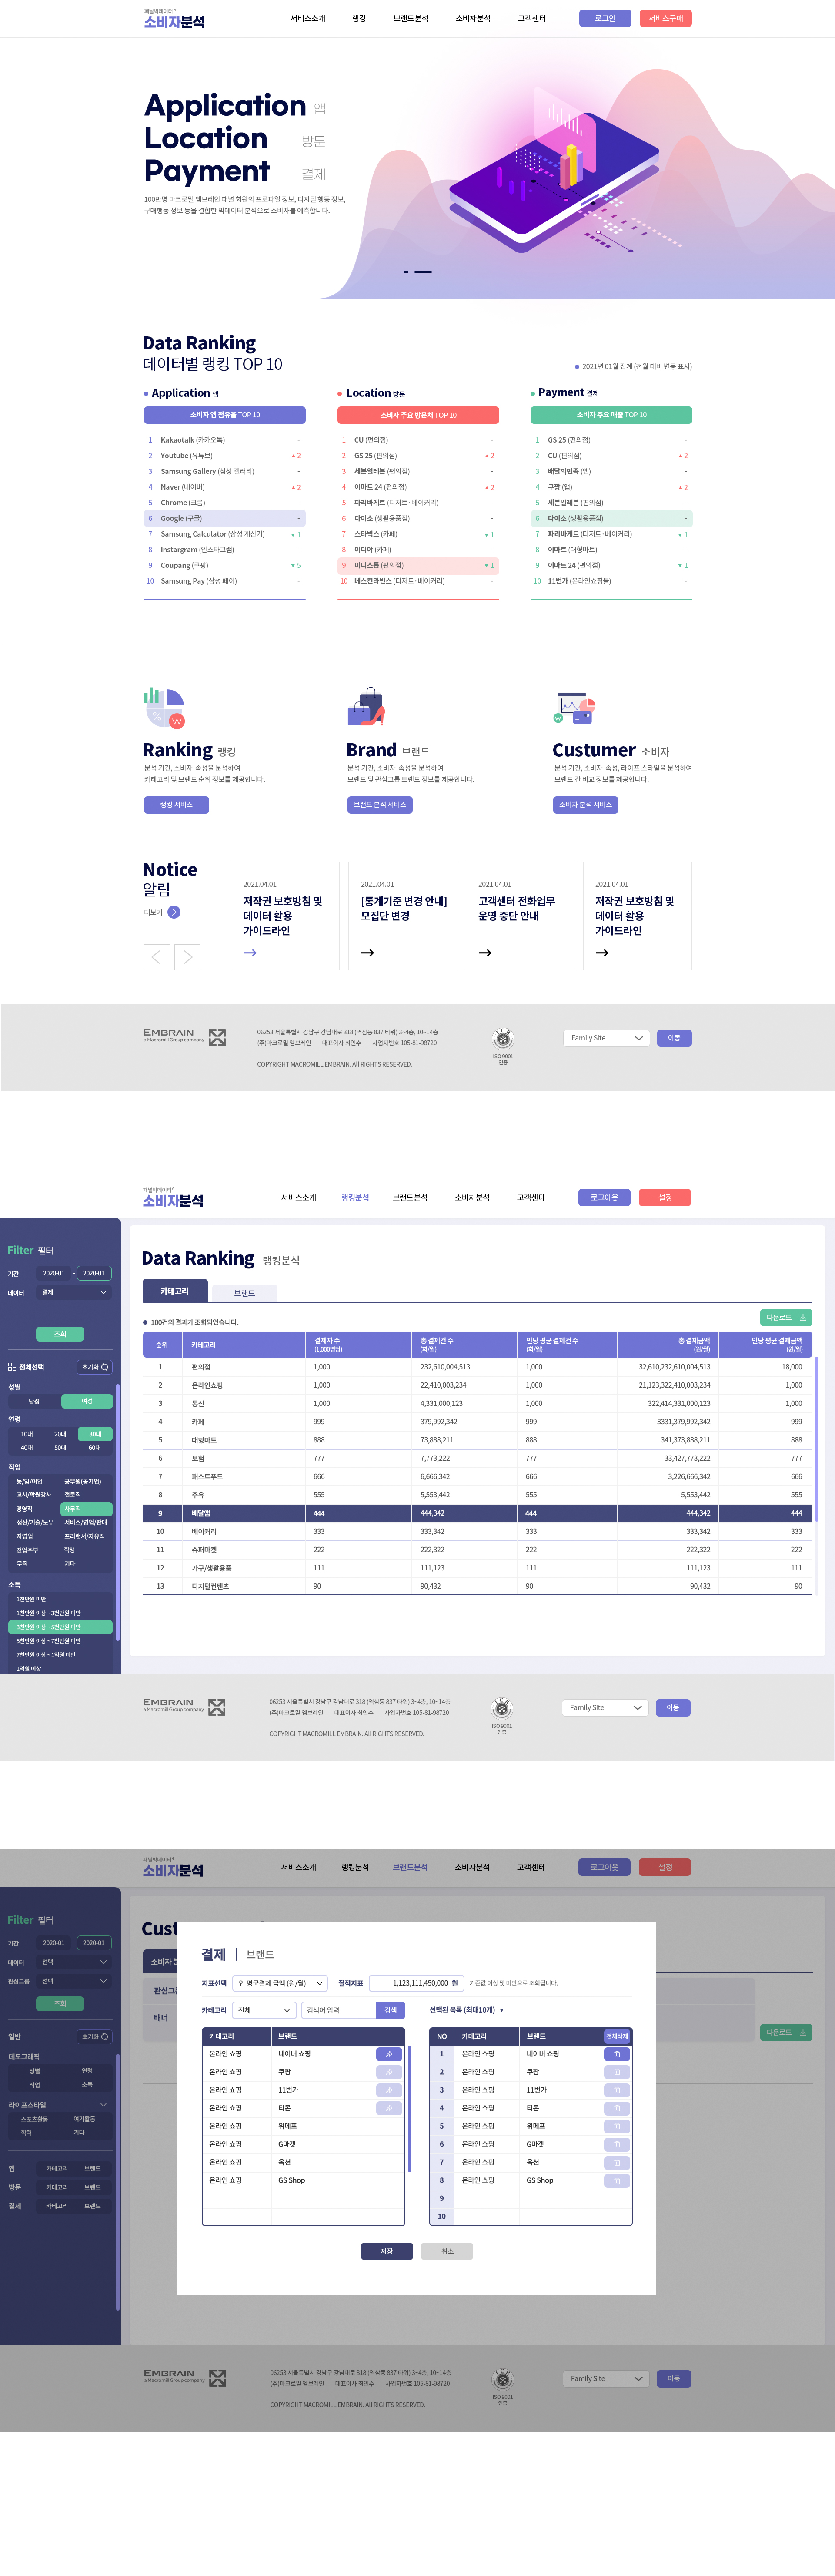 패널빅데이터®
소비자분석
서비스소개 랭킹 브랜드분석 소비자분석 고객센터 로그인 서비스구매
Application 앱
Location 방문
Payment 결제
100만명 마크로밀 엠브레인 패널 회원의 프로파일 정보, 디지털 행동 정보,
구매행동 정보 등을 결합한 빅데이터 분석으로 소비자를 예측합니다.
Data Ranking
데이터별 랭킹 TOP 10
2021년 01월 집계 (전월 대비 변동 표시)
Application 앱
소비자 앱 점유율 TOP 10
1 Kakaotalk (카카오톡) -
2 Youtube (유튜브) ▲ 2
3 Samsung Gallery (삼성 갤러리) -
4 Naver (네이버) ▲ 2
5 Chrome (크롬) -
6 Google (구글) -
7 Samsung Calculator (삼성 계산기) ▼ 1
8 Instargram (인스타그램) -
9 Coupang (쿠팡) ▼ 5
10 Samsung Pay (삼성 페이) -
Location 방문
소비자 주요 방문처 TOP 10
1 CU (편의점) -
2 GS 25 (편의점) ▲ 2
3 세븐일레븐 (편의점) -
4 이마트 24 (편의점) ▲ 2
5 파리바게트 (디저트·베이커리) -
6 다이소 (생활용품점) -
7 스타벅스 (카페) ▼ 1
8 이디야 (카페) -
9 미니스톱 (편의점) ▼ 1
10 베스킨라빈스 (디저트·베이커리) -
Payment 결제
소비자 주요 매출 TOP 10
1 GS 25 (편의점) -
2 CU (편의점) ▲ 2
3 배달의민족 (앱) -
4 쿠팡 (앱) ▲ 2
5 세븐일레븐 (편의점) -
6 다이소 (생활용품점) -
7 파리바게트 (디저트·베이커리) ▼ 1
8 이마트 (대형마트) -
9 이마트 24 (편의점) ▼ 1
10 11번가 (온라인쇼핑몰) -
Ranking 랭킹
분석 기간, 소비자 속성을 분석하여
카테고리 및 브랜드 순위 정보를 제공합니다.
랭킹 서비스
Brand 브랜드
분석 기간, 소비자 속성을 분석하여
브랜드 및 관심그룹 트렌드 정보를 제공합니다.
브랜드 분석 서비스
Custumer 소비자
분석 기간, 소비자 속성, 라이프 스타일을 분석하여
브랜드 간 비교 정보를 제공합니다.
소비자 분석 서비스
Notice
알림
더보기
2021.04.01
저작권 보호방침 및
데이터 활용
가이드라인
2021.04.01
[통계기준 변경 안내]
모집단 변경
2021.04.01
고객센터 전화업무
운영 중단 안내
2021.04.01
저작권 보호방침 및
데이터 활용
가이드라인
EMBRAIN
a Macromill Group company
06253 서울특별시 강남구 강남대로 318 (역삼동 837 타워) 3~4층, 10~14층
(주)마크로밀 엠브레인 | 대표이사 최인수 | 사업자번호 105-81-98720
COPYRIGHT MACROMILL EMBRAIN. All RIGHTS RESERVED.
ISO 9001
인증
Family Site 이동
패널빅데이터®
소비자분석
서비스소개 랭킹분석 브랜드분석 소비자분석 고객센터 로그아웃 설정
Filter 필터
기간 2020-01 - 2020-01
데이터 결제
조회
전체선택 초기화
성별
남성 여성
연령
10대 20대 30대
40대 50대 60대
직업
농/임/어업 공무원(공기업)
교사/학원강사 전문직
경영직 사무직
생산/기술/노무 서비스/영업/판매
자영업 프리랜서/자유직
전업주부 학생
무직 기타
소득
1천만원 미만
1천만원 이상 ~ 3천만원 미만
3천만원 이상 ~ 5천만원 미만
5천만원 이상 ~ 7천만원 미만
7천만원 이상 ~ 1억원 미만
1억원 이상
Data Ranking 랭킹분석
카테고리 브랜드
100건의 결과가 조회되었습니다.
다운로드
순위 카테고리 결제자 수 (1,000명당) 총 결제건 수 (회/월) 인당 평균 결제건 수 (회/월) 총 결제금액 (원/월) 인당 평균 결제금액 (원/월)
1 편의점 1,000 232,610,004,513 1,000 32,610,232,610,004,513 18,000
2 온라인쇼핑 1,000 22,410,003,234 1,000 21,123,322,410,003,234 1,000
3 통신 1,000 4,331,000,123 1,000 322,414,331,000,123 1,000
4 카페 999 379,992,342 999 3331,379,992,342 999
5 대형마트 888 73,888,211 888 341,373,888,211 888
6 보험 777 7,773,222 777 33,427,773,222 777
7 패스트푸드 666 6,666,342 666 3,226,666,342 666
8 주유 555 5,553,442 555 5,553,442 555
9 배달앱 444 444,342 444 444,342 444
10 베이커리 333 333,342 333 333,342 333
11 슈퍼마켓 222 222,322 222 222,322 222
12 가구/생활용품 111 111,123 111 111,123 111
13 디지털컨텐츠 90 90,432 90 90,432 90
EMBRAIN
a Macromill Group company
06253 서울특별시 강남구 강남대로 318 (역삼동 837 타워) 3~4층, 10~14층
(주)마크로밀 엠브레인 | 대표이사 최인수 | 사업자번호 105-81-98720
COPYRIGHT MACROMILL EMBRAIN. All RIGHTS RESERVED.
ISO 9001
인증
Family Site 이동
패널빅데이터®
소비자분석
서비스소개 랭킹분석 브랜드분석 소비자분석 고객센터 로그아웃 설정
Filter 필터
기간 2020-01 - 2020-01
데이터 선택
관심그룹 선택
조회
일반 초기화
데모그래픽
성별 연령
직업 소득
라이프스타일
스포츠활동 여가활동
학력 기타
앱 카테고리 브랜드
방문 카테고리 브랜드
결제 카테고리 브랜드
Cust
소비자 분
관심그룹
배너
다운로드
결제 | 브랜드
지표선택 인 평균결제 금액 (원/월) 질적지표 1,123,111,450,000 원 기준값 이상 및 미만으로 조회됩니다.
카테고리 전체 검색어 입력 검색
선택된 목록 (최대10개) ▼
카테고리 브랜드
온라인 쇼핑 네이버 쇼핑
온라인 쇼핑 쿠팡
온라인 쇼핑 11번가
온라인 쇼핑 티몬
온라인 쇼핑 위메프
온라인 쇼핑 G마켓
온라인 쇼핑 옥션
온라인 쇼핑 GS Shop
NO 카테고리 브랜드 전체삭제
1 온라인 쇼핑 네이버 쇼핑
2 온라인 쇼핑 쿠팡
3 온라인 쇼핑 11번가
4 온라인 쇼핑 티몬
5 온라인 쇼핑 위메프
6 온라인 쇼핑 G마켓
7 온라인 쇼핑 옥션
8 온라인 쇼핑 GS Shop
9
10
저장 취소
EMBRAIN
a Macromill Group company
06253 서울특별시 강남구 강남대로 318 (역삼동 837 타워) 3~4층, 10~14층
(주)마크로밀 엠브레인 | 대표이사 최인수 | 사업자번호 105-81-98720
COPYRIGHT MACROMILL EMBRAIN. All RIGHTS RESERVED.
ISO 9001
인증
Family Site 이동